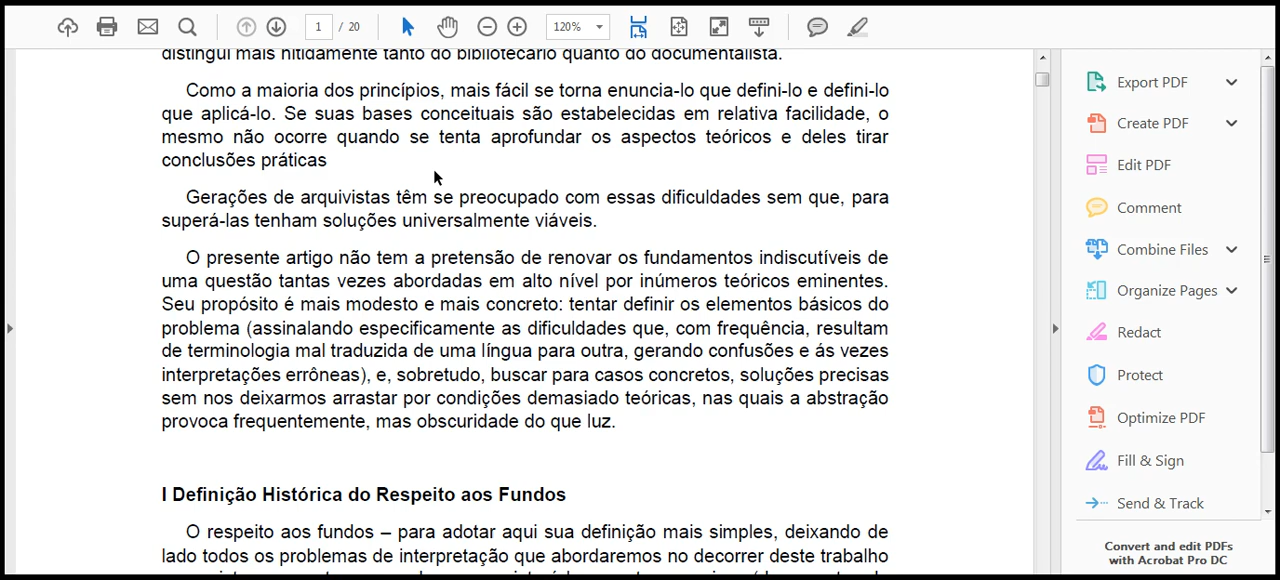 1 / 20
120%
distingui mais nitidamente tanto do bibliotecário quanto do documentalista.
Como a maioria dos princípios, mais fácil se torna enuncia-lo que defini-lo e defini-lo
que aplicá-lo. Se suas bases conceituais são estabelecidas em relativa facilidade, o
mesmo não ocorre quando se tenta aprofundar os aspectos teóricos e deles tirar
conclusões práticas
Gerações de arquivistas têm se preocupado com essas dificuldades sem que, para
superá-las tenham soluções universalmente viáveis.
O presente artigo não tem a pretensão de renovar os fundamentos indiscutíveis de
uma questão tantas vezes abordadas em alto nível por inúmeros teóricos eminentes.
Seu propósito é mais modesto e mais concreto: tentar definir os elementos básicos do
problema (assinalando especificamente as dificuldades que, com frequência, resultam
de terminologia mal traduzida de uma língua para outra, gerando confusões e ás vezes
interpretações errôneas), e, sobretudo, buscar para casos concretos, soluções precisas
sem nos deixarmos arrastar por condições demasiado teóricas, nas quais a abstração
provoca frequentemente, mas obscuridade do que luz.
I Definição Histórica do Respeito aos Fundos
O respeito aos fundos – para adotar aqui sua definição mais simples, deixando de
lado todos os problemas de interpretação que abordaremos no decorrer deste trabalho
Export PDF
Create PDF
Edit PDF
Comment
Combine Files
Organize Pages
Redact
Protect
Optimize PDF
Fill & Sign
Send & Track
Convert and edit PDFs
with Acrobat Pro DC